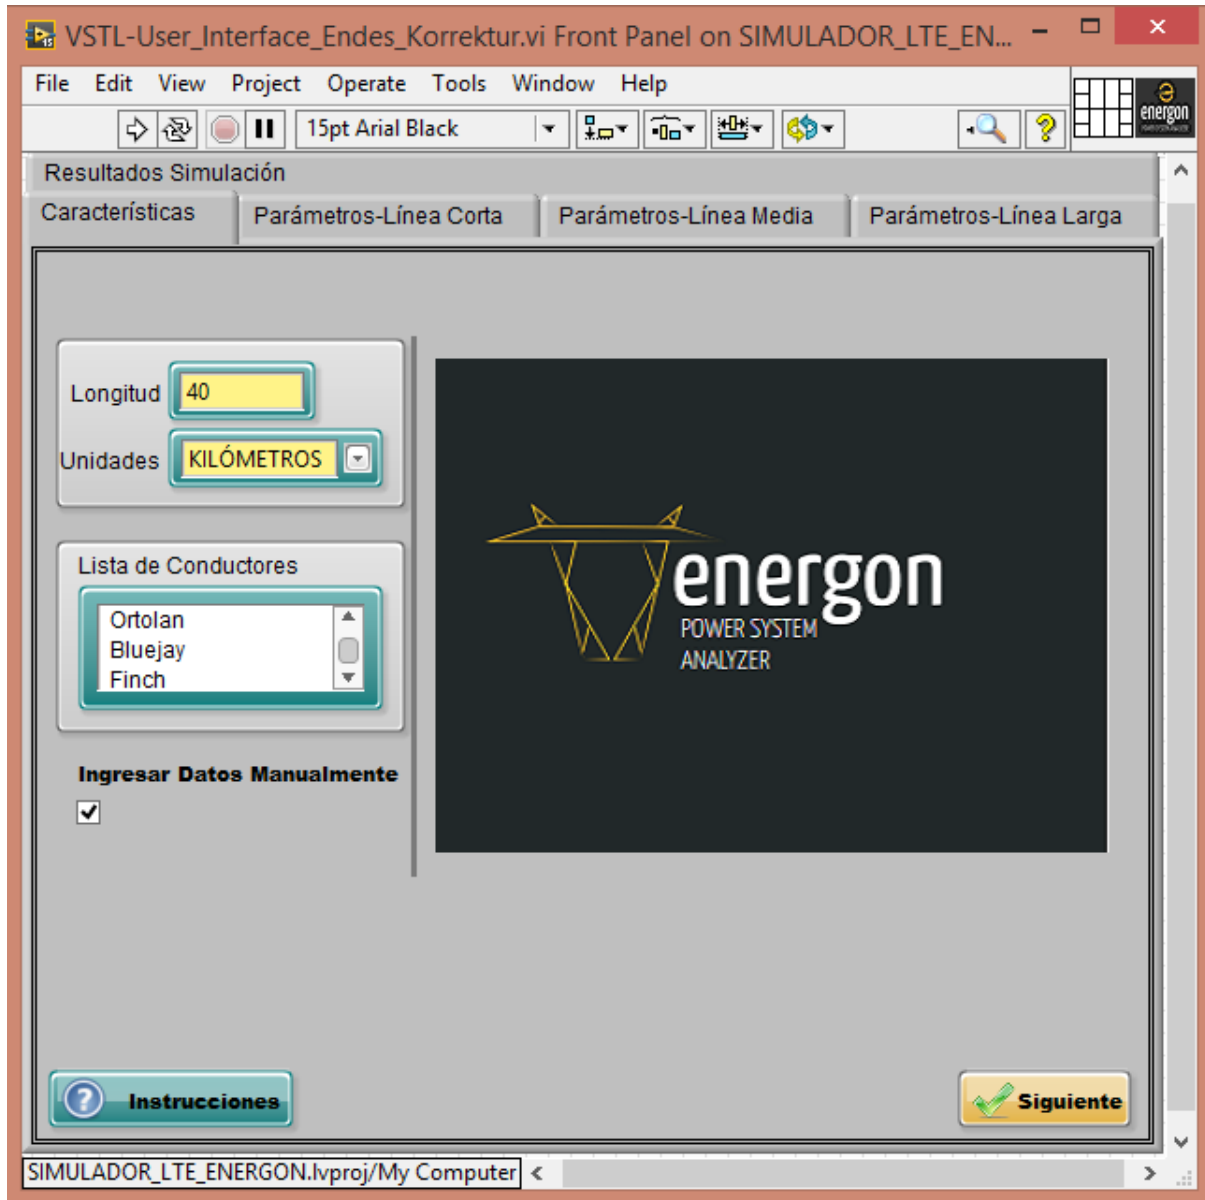 VSTL-User_Interface_Endes_Korrektur.vi Front Panel on SIMULADOR_LTE_EN...
File Edit View Project Operate Tools Window Help
15pt Arial Black
energon
Resultados Simulación
Características Parámetros-Línea Corta Parámetros-Línea Media Parámetros-Línea Larga
Longitud 40
Unidades KILÓMETROS
Lista de Conductores
Ortolan
Bluejay
Finch
Ingresar Datos Manualmente
energon
POWER SYSTEM
ANALYZER
Instrucciones
Siguiente
SIMULADOR_LTE_ENERGON.lvproj/My Computer